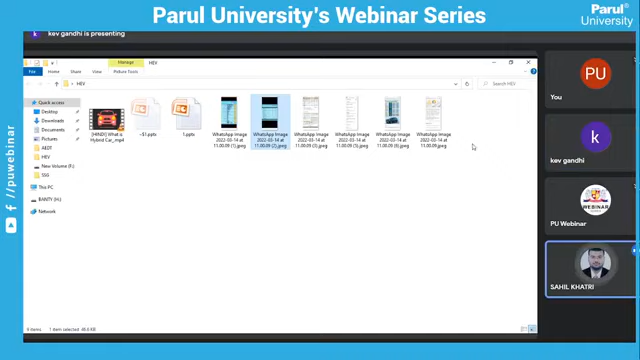 Parul University's Webinar Series
Parul®
University
kev gandhi is presenting
Manage
HEV
File
Home
Share
View
Picture Tools
HEV
Search HEV
Quick access
Desktop
Downloads
Documents
Pictures
AEDT
HEV
New Volume (F:)
SSG
This PC
BANTY (H:)
Network
[HINDI] What is
Hybrid Car_.mp4
~$1.pptx
1.pptx
WhatsApp Image
2022-03-14 at
11.00.09 (1).jpeg
WhatsApp Image
2022-03-14 at
11.00.09 (2).jpeg
WhatsApp Image
2022-03-14 at
11.00.09 (3).jpeg
WhatsApp Image
2022-03-14 at
11.00.09 (5).jpeg
WhatsApp Image
2022-03-14 at
11.00.09 (6).jpeg
WhatsApp Image
2022-03-14 at
11.00.09.jpeg
1 item selected
PU
You
k
kev gandhi
WEBINAR
PU Webinar
SAHIL KHATRI
/puwebinar